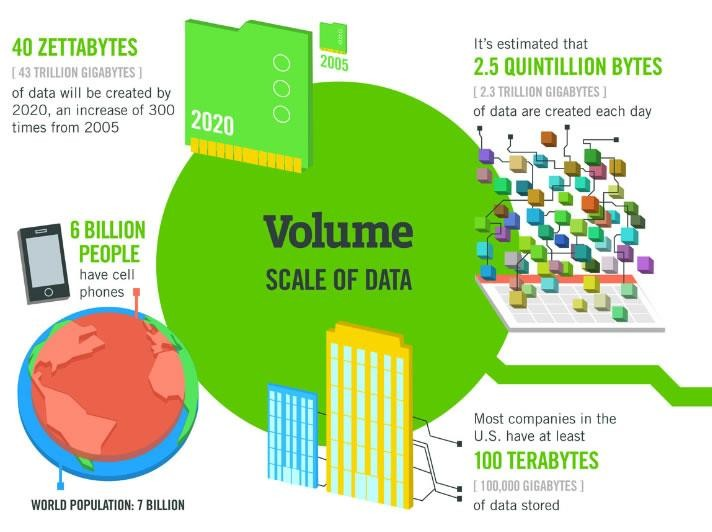 40 ZETTABYTES
[ 43 TRILLION GIGABYTES ]
of data will be created by
2020, an increase of 300
times from 2005
2020
2005
It's estimated that
2.5 QUINTILLION BYTES
[ 2.3 TRILLION GIGABYTES ]
of data are created each day
6 BILLION
PEOPLE
have cell
phones
WORLD POPULATION: 7 BILLION
Volume
SCALE OF DATA
Most companies in the
U.S. have at least
100 TERABYTES
[ 100,000 GIGABYTES ]
of data stored